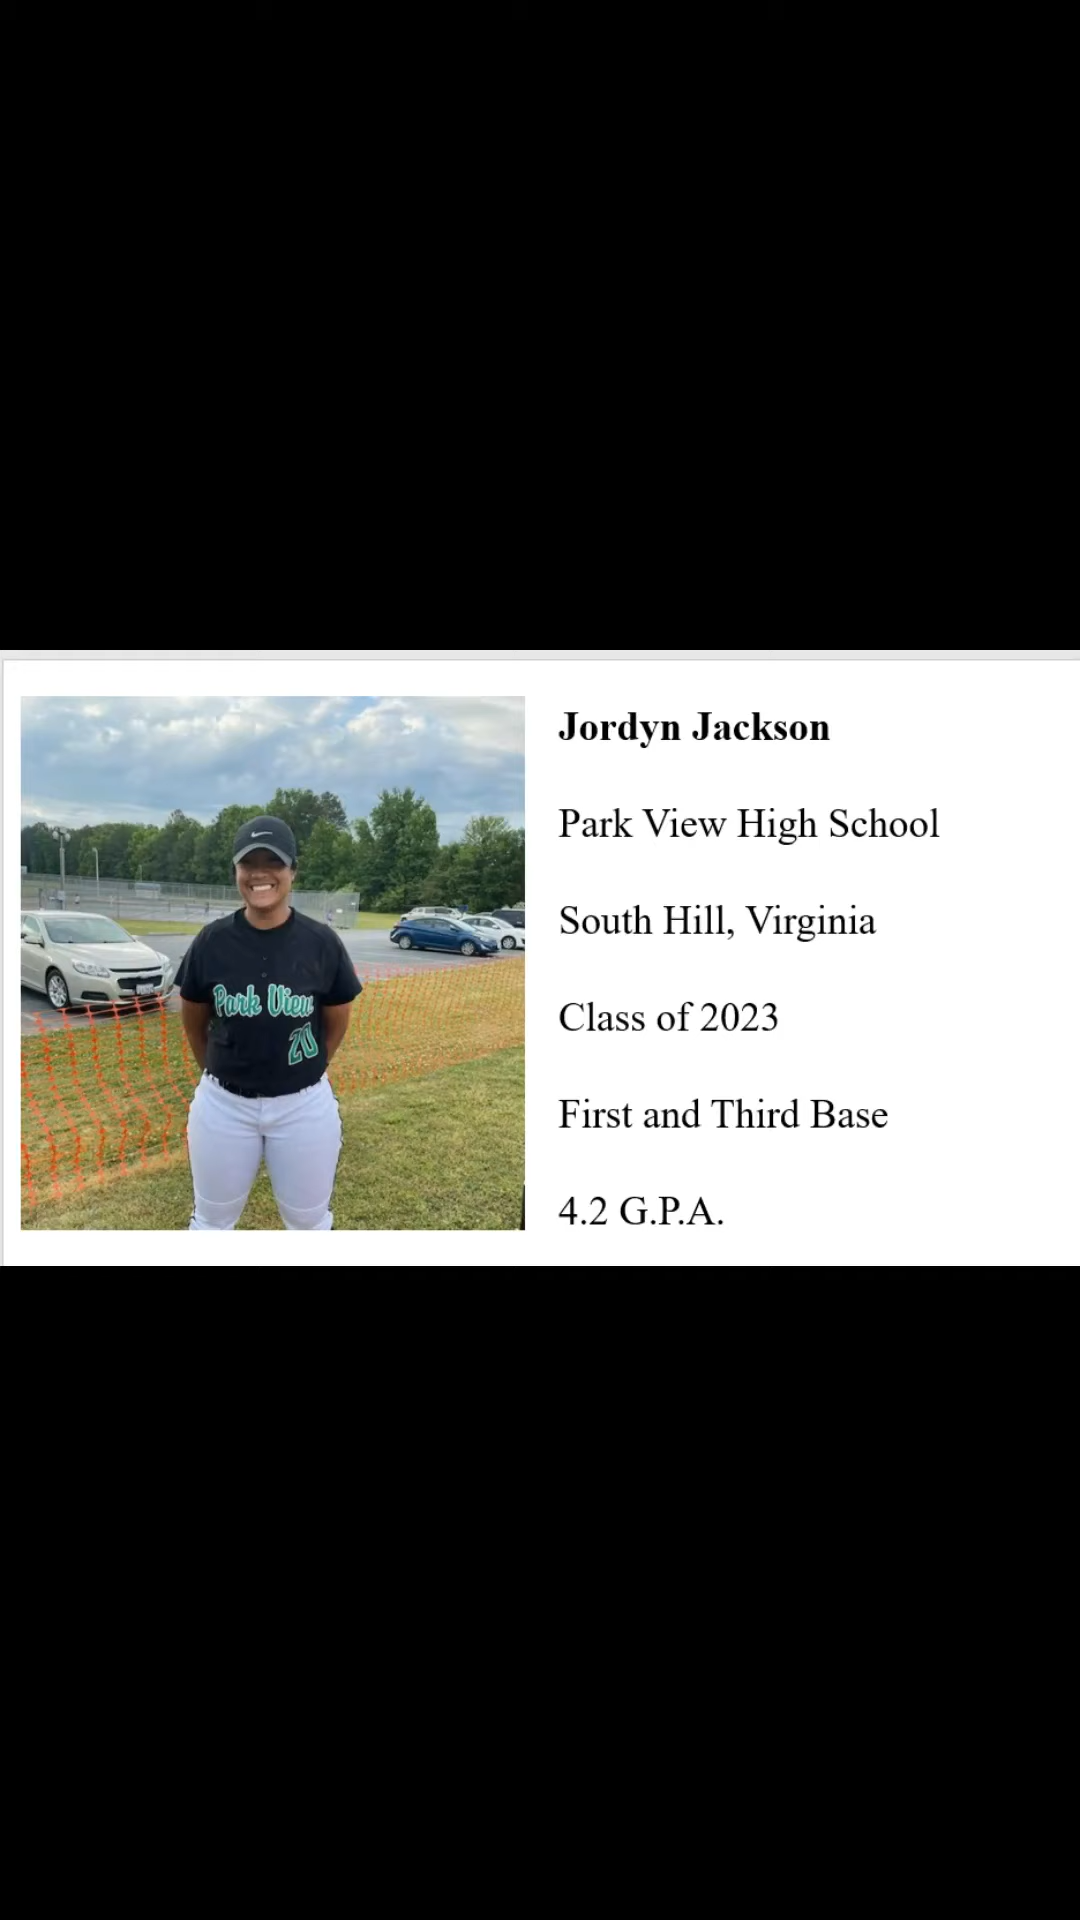 Jordyn Jackson
Park View High School
South Hill, Virginia
Class of 2023
First and Third Base
4.2 G.P.A.
Park View
20